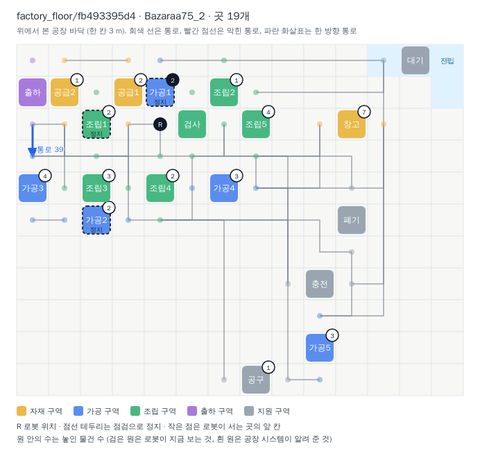 factory_floor/fb493395d4 · Bazaraa75_2 · 곳 19개
위에서 본 공장 바닥 (한 칸 3 m). 회색 선은 통로, 빨간 점선은 막힌 통로, 파란 화살표는 한 방향 통로
대기 전립
출하 공급2 1 공급1 2 가공1 2 정지 조립2 1
조립1 2 정지 R 검사 조립5 4 창고 7
통로 39
가공3 4 조립3 3 조립4 2 가공4 3
가공2 2 정지 폐기
충전
가공5 3
공구 1
자재 구역 가공 구역 조립 구역 출하 구역 지원 구역
R 로봇 위치 · 점선 테두리는 점검으로 정지 · 작은 점은 로봇이 서는 곳의 앞 칸
원 안의 수는 놓인 물건 수 (검은 원은 로봇이 지금 보는 것, 흰 원은 공장 시스템이 알려 준 것)